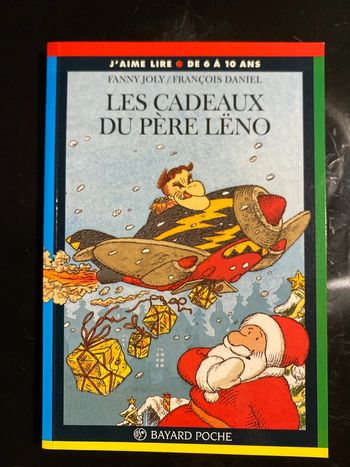 J'AIME LIRE ● DE 6 À 10 ANS
FANNY JOLY/FRANÇOIS DANIEL
LES CADEAUX
DU PÈRE LËNO
BAYARD POCHE